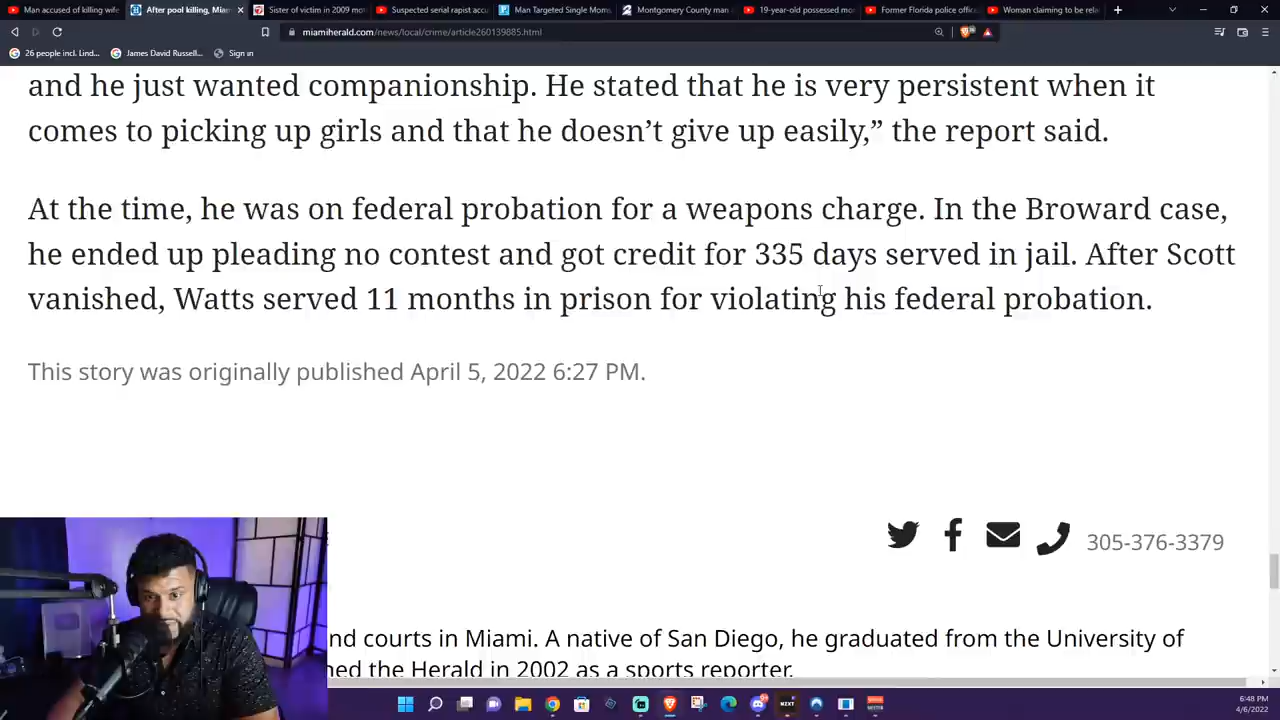 Man accused of killing wife
After pool killing, Miam
Sister of victim in 2009 mo
Suspected serial rapist accu
Man Targeted Single Moms
Montgomery County man a
19-year-old possessed mo
Former Florida police office
Woman claiming to be rela
miamiherald.com/news/local/crime/article260139885.html
26 people incl. Lind...
James David Russell...
Sign in
and he just wanted companionship. He stated that he is very persistent when it
comes to picking up girls and that he doesn’t give up easily,” the report said.
At the time, he was on federal probation for a weapons charge. In the Broward case,
he ended up pleading no contest and got credit for 335 days served in jail. After Scott
vanished, Watts served 11 months in prison for violating his federal probation.
This story was originally published April 5, 2022 6:27 PM.
305-376-3379
nd courts in Miami. A native of San Diego, he graduated from the University of
ned the Herald in 2002 as a sports reporter.
NZXT
6:48 PM
4/6/2022